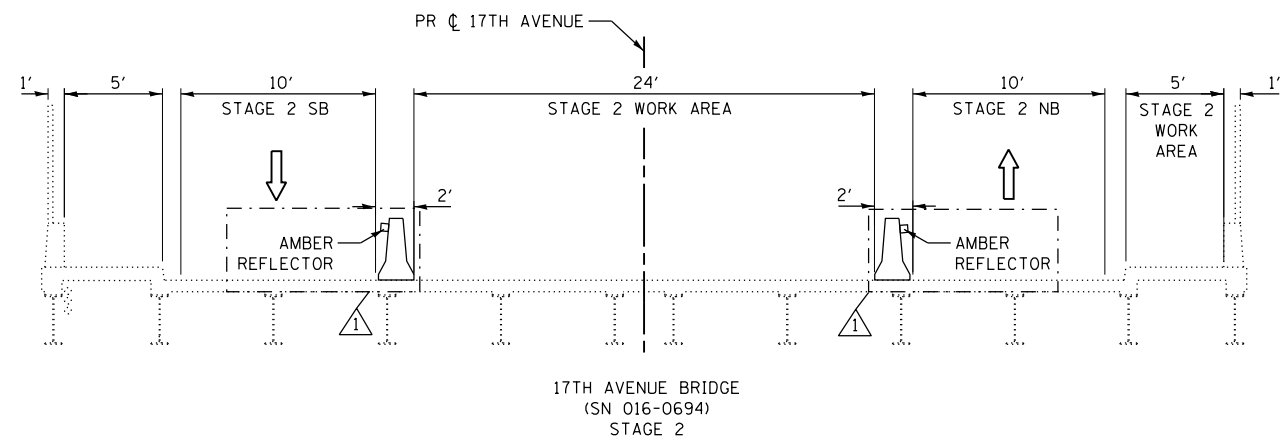 PR ℄ 17TH AVENUE
1' 5' 10' 24' 10' 5' 1'
STAGE 2 SB
STAGE 2 WORK AREA
STAGE 2 NB
STAGE 2
WORK
AREA
2'
2'
AMBER
REFLECTOR
AMBER
REFLECTOR
1
1
17TH AVENUE BRIDGE
(SN 016-0694)
STAGE 2